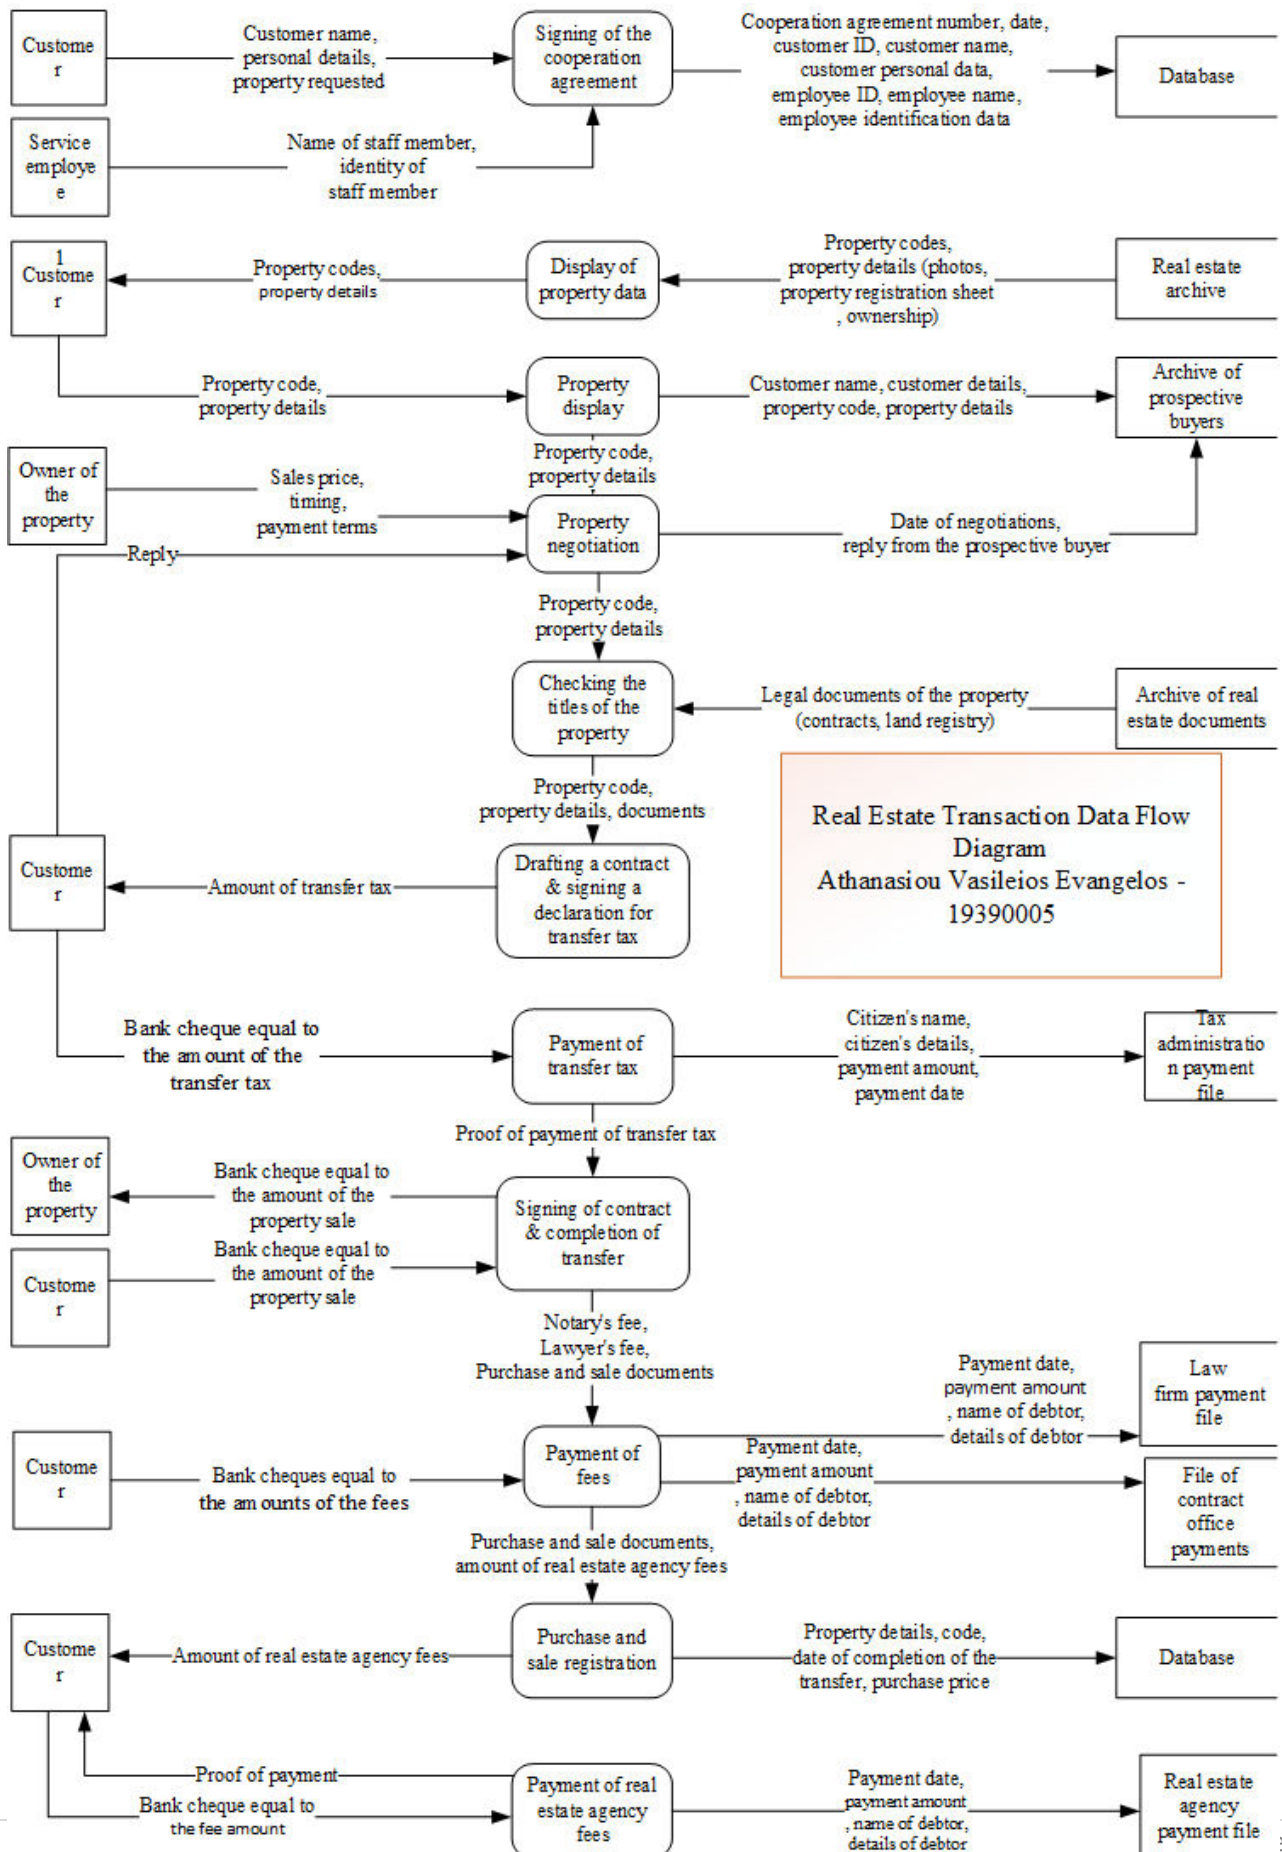 Custome
r
Customer name,
personal details,
property requested
Signing of the
cooperation
agreement
Cooperation agreement number, date,
customer ID, customer name,
customer personal data,
employee ID, employee name,
employee identification data
Database
Service
employe
e
Name of staff member,
identity of
staff member
1
Custome
r
Property codes,
property details
Display of
property data
Property codes,
property details (photos,
property registration sheet
, ownership)
Real estate
archive
Property code,
property details
Property
display
Customer name, customer details,
property code, property details
Archive of
prospective
buyers
Property code,
property details
Owner of
the
property
Sales price,
timing,
payment terms
Property
negotiation
Date of negotiations,
reply from the prospective buyer
Reply
Property code,
property details
Checking the
titles of the
property
Legal documents of the property
(contracts, land registry)
Archive of real
estate documents
Property code,
property details, documents
Real Estate Transaction Data Flow
Diagram
Athanasiou Vasileios Evangelos -
19390005
Custome
r
Amount of transfer tax
Drafting a contract
& signing a
declaration for
transfer tax
Bank cheque equal to
the amount of the
transfer tax
Payment of
transfer tax
Citizen's name,
citizen's details,
payment amount,
payment date
Tax
administratio
n payment
file
Proof of payment of transfer tax
Owner of
the
property
Bank cheque equal to
the amount of the
property sale
Signing of contract
& completion of
transfer
Custome
r
Bank cheque equal to
the amount of the
property sale
Notary's fee,
Lawyer's fee,
Purchase and sale documents
Payment date,
payment amount
, name of debtor,
details of debtor
Law
firm payment
file
Custome
r
Bank cheques equal to
the amounts of the fees
Payment of
fees
Payment date,
payment amount
, name of debtor,
details of debtor
File of
contract
office
payments
Purchase and sale documents,
amount of real estate agency fees
Custome
r
Amount of real estate agency fees
Purchase and
sale registration
Property details, code,
date of completion of the
transfer, purchase price
Database
Proof of payment
Bank cheque equal to
the fee amount
Payment of real
estate agency
fees
Payment date,
payment amount
, name of debtor,
details of debtor
Real estate
agency
payment file